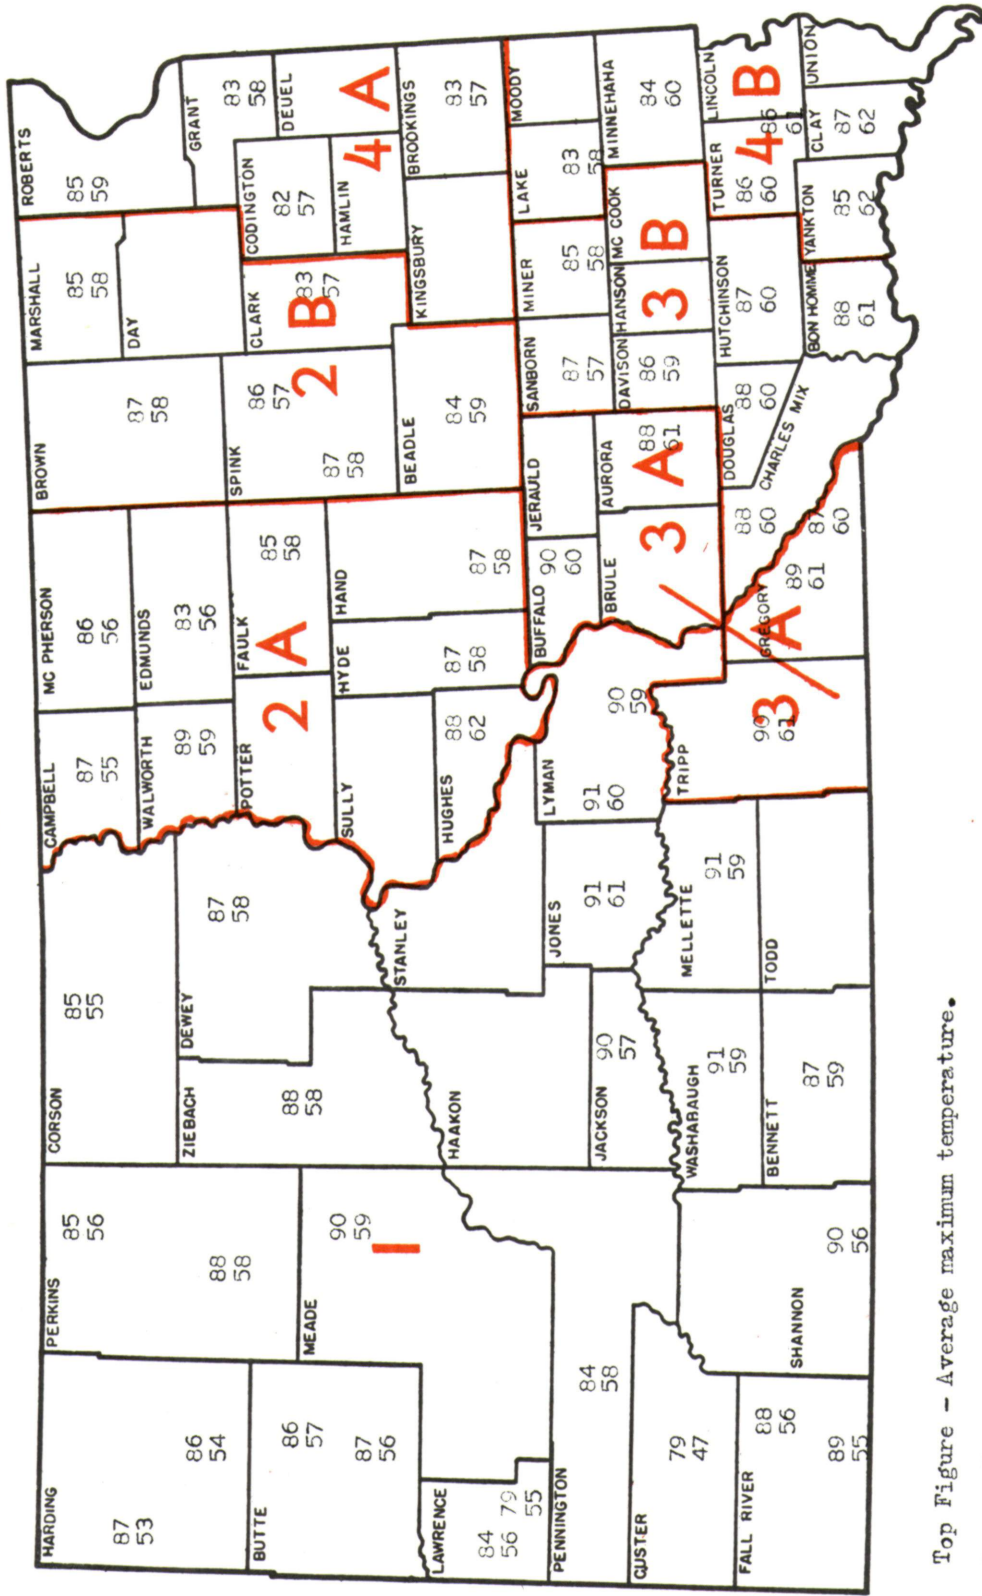 HARDING
87
53
86
54
PERKINS
85
56
88
58
CORSON
85
55
CAMPBELL
87
55
MC PHERSON
86
56
BROWN
87
58
MARSHALL
85
58
ROBERTS
85
59
WALWORTH
89
59
EDMUNDS
83
56
DAY
GRANT
83
58
BUTTE
86
57
87
56
ZIEBACH
88
58
DEWEY
87
58
POTTER
2
FAULK
A
85
58
SPINK
86
57
87
58
2
CLARK
83
57
B
CODINGTON
82
57
HAMLIN
4
DEUEL
A
MEADE
90
59
1
SULLY
HYDE
87
58
HAND
87
58
BEADLE
84
59
KINGSBURY
BROOKINGS
83
57
LAWRENCE
84
56
79
55
HAAKON
STANLEY
HUGHES
88
62
BUFFALO
90
60
JERAULD
SANBORN
87
57
MINER
85
58
LAKE
83
58
MOODY
PENNINGTON
84
58
JACKSON
90
57
JONES
91
61
LYMAN
91
60
90
59
BRULE
3
AURORA
88
61
A
DAVISON
86
59
HANSON
3
MC COOK
B
MINNEHAHA
84
60
CUSTER
79
47
WASHABAUGH
91
59
MELLETTE
91
59
TRIPP
90
61
3
GREGORY
A
89
61
87
60
CHARLES MIX
88
60
DOUGLAS
88
60
HUTCHINSON
87
60
TURNER
86
60
4
LINCOLN
86
61
B
FALL RIVER
88
56
89
55
SHANNON
90
56
BENNETT
87
59
TODD
BON HOMME
88
61
YANKTON
85
62
CLAY
87
62
UNION
Top Figure - Average maximum temperature.